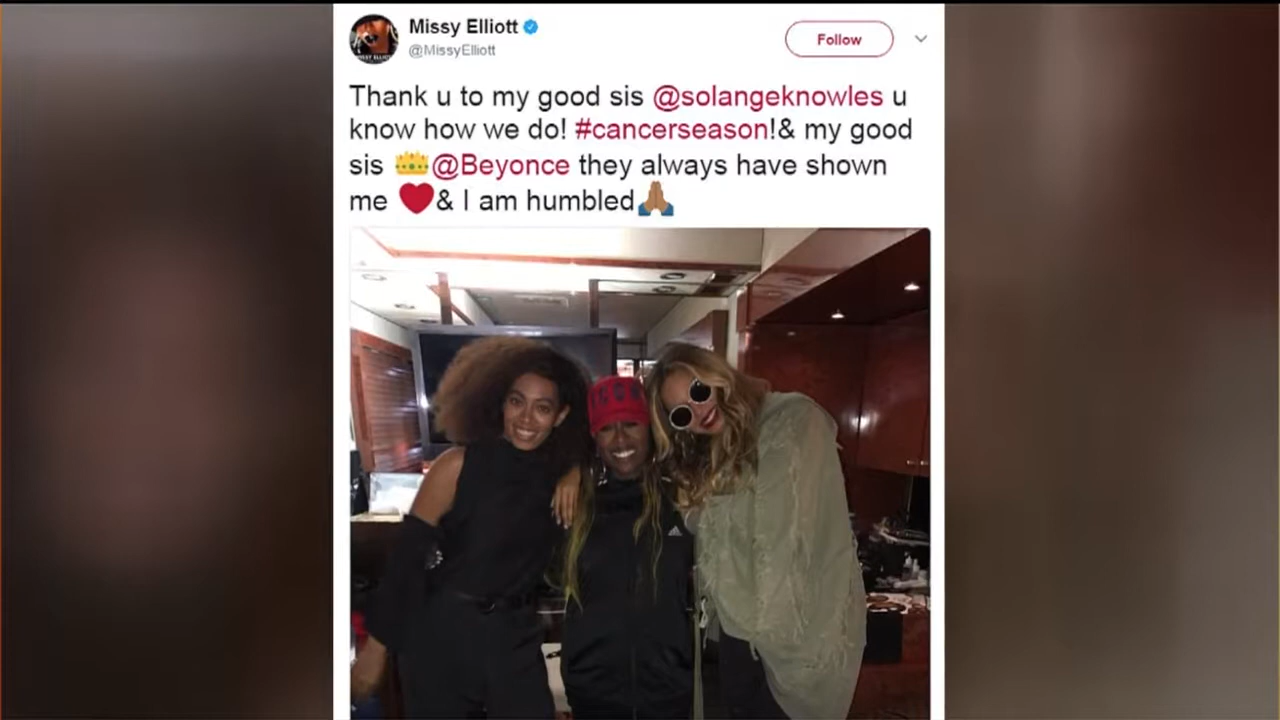 Missy Elliott
@MissyElliott
Follow
Thank u to my good sis @solangeknowles u
know how we do! #cancerseason!& my good
sis 👑@Beyonce they always have shown
me ❤️& I am humbled🙏🏽